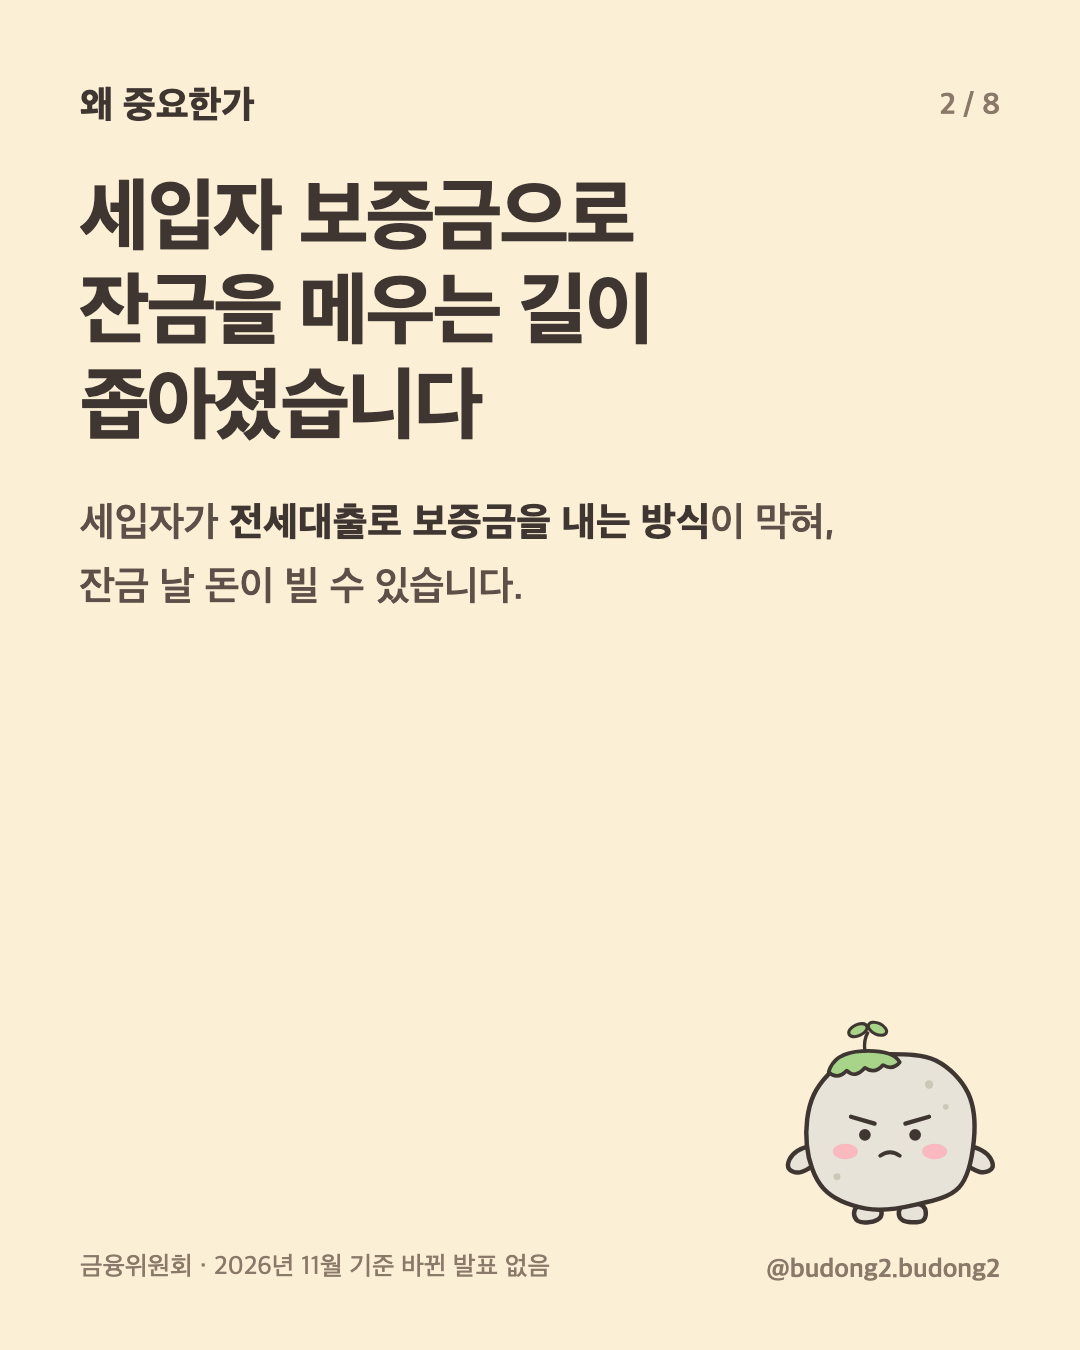 왜 중요한가
2 / 8
세입자 보증금으로
잔금을 메우는 길이
좁아졌습니다
세입자가 전세대출로 보증금을 내는 방식이 막혀,
잔금 날 돈이 빌 수 있습니다.
금융위원회 · 2026년 11월 기준 바뀐 발표 없음
@budong2.budong2